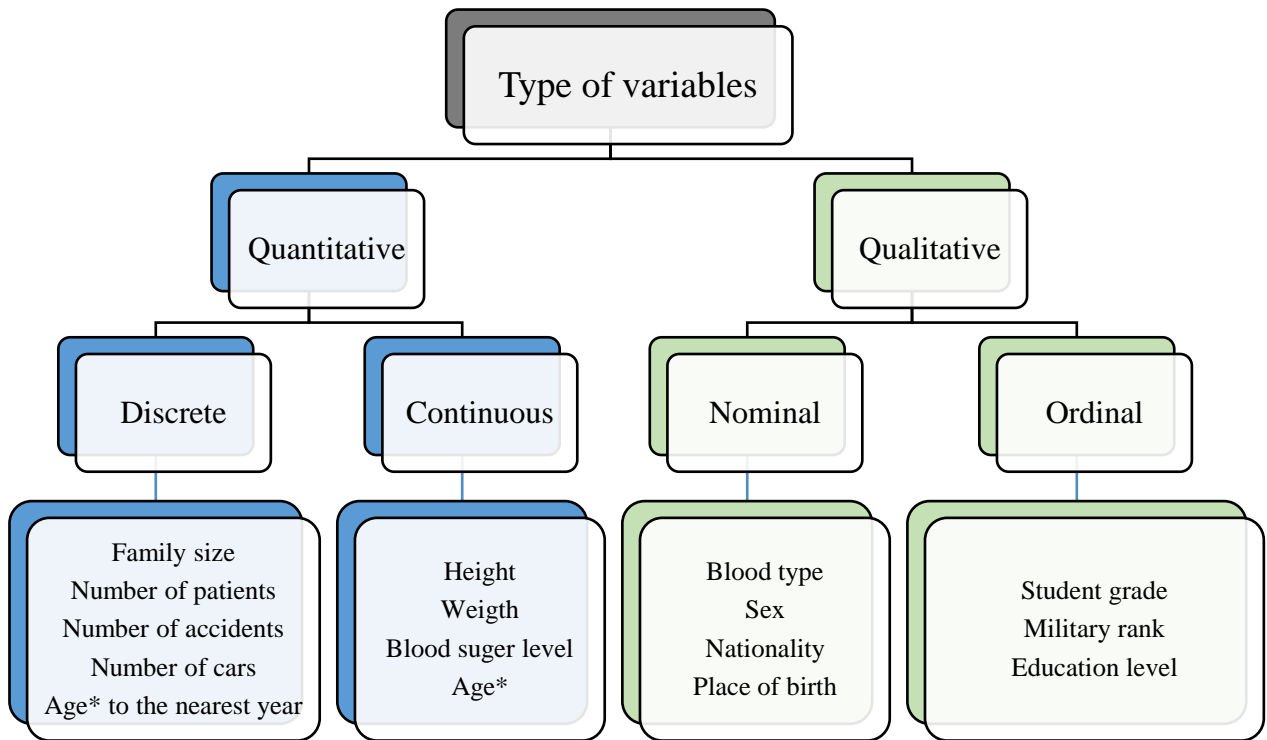 Type of variables
Quantitative
Qualitative
Discrete
Continuous
Nominal
Ordinal
Family size
Number of patients
Number of accidents
Number of cars
Age* to the nearest year
Height
Weigth
Blood suger level
Age*
Blood type
Sex
Nationality
Place of birth
Student grade
Military rank
Education level